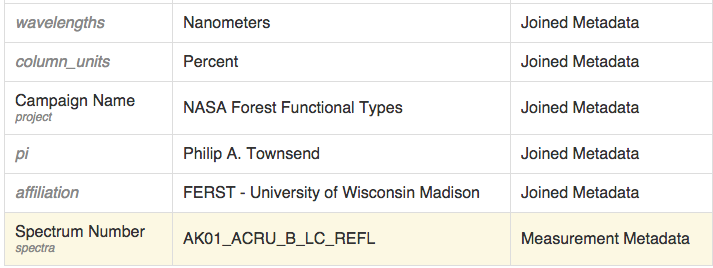 wavelengths Nanometers Joined Metadata
column_units Percent Joined Metadata
Campaign Name
project
NASA Forest Functional Types Joined Metadata
pi Philip A. Townsend Joined Metadata
affiliation FERST - University of Wisconsin Madison Joined Metadata
Spectrum Number
spectra
AK01_ACRU_B_LC_REFL Measurement Metadata